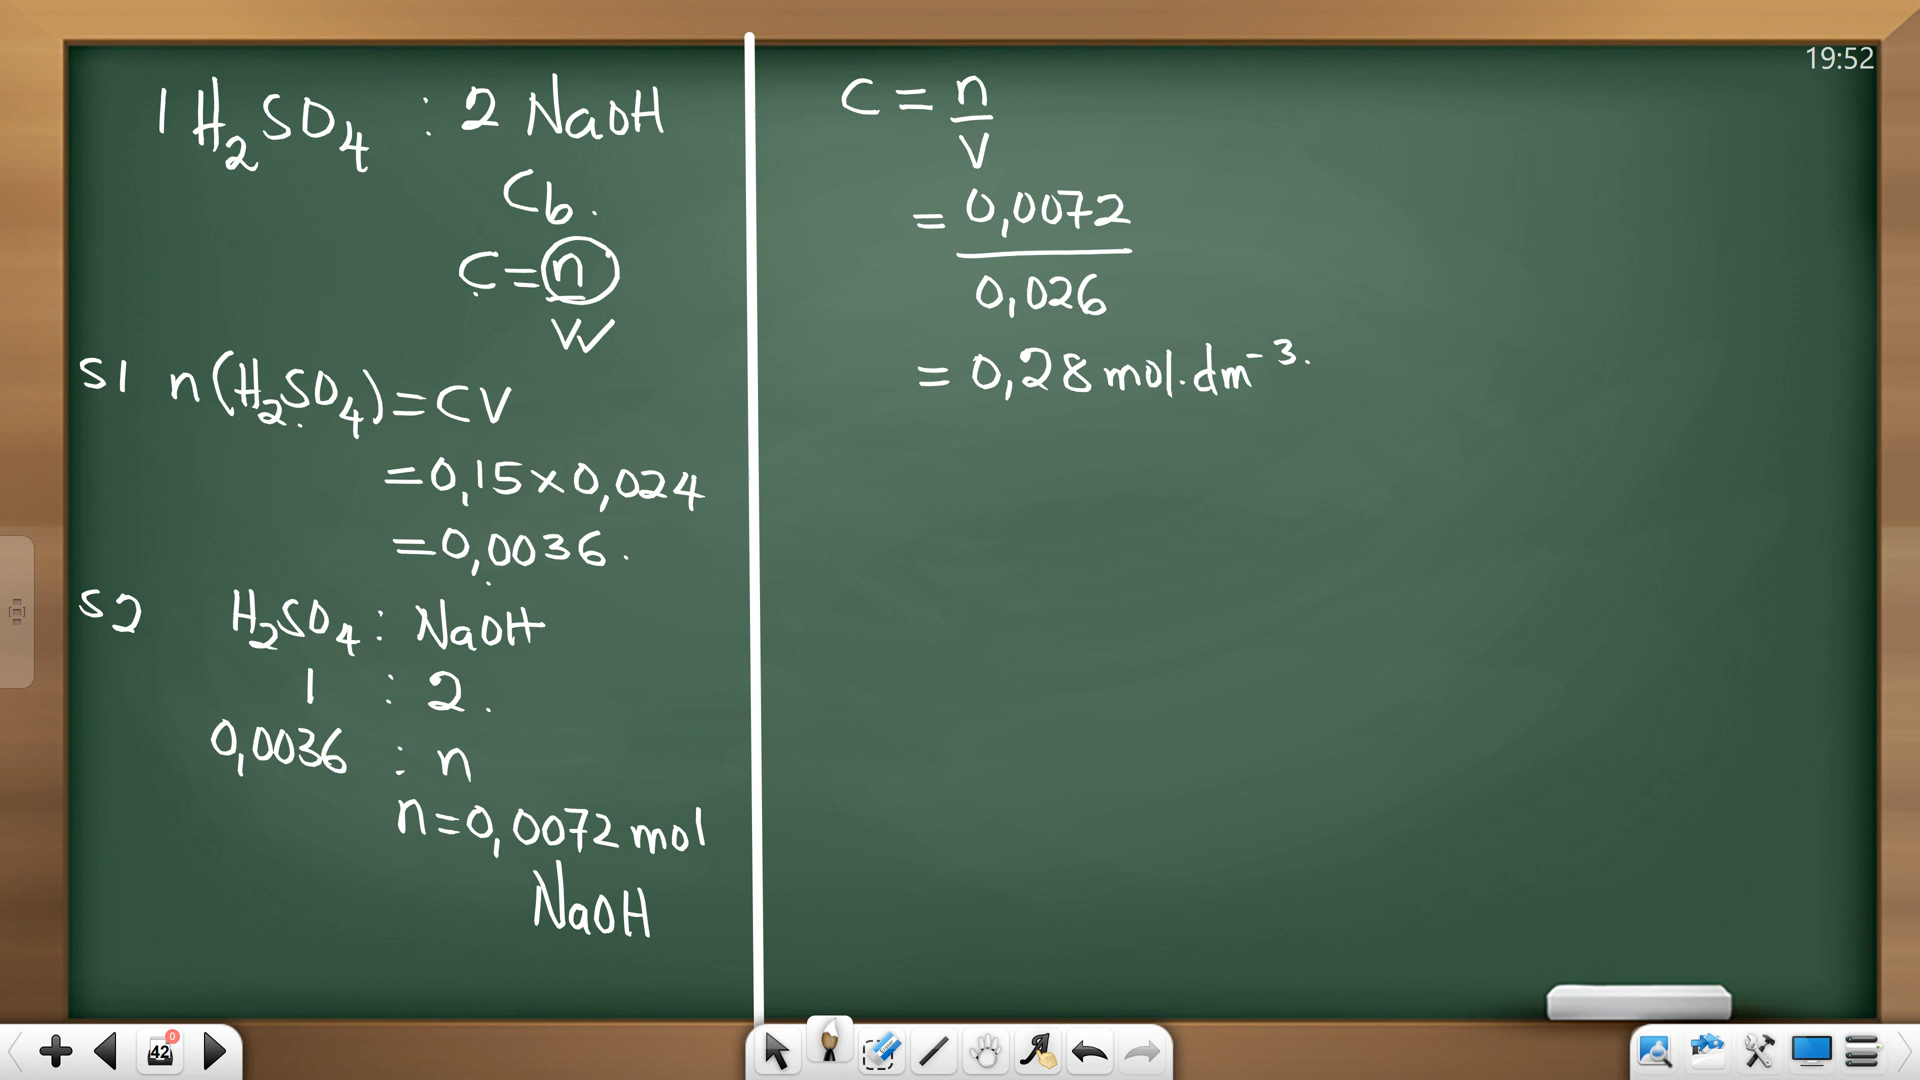 1 H₂SO₄ : 2 NaOH
Cb.
C = n
V
S1 n(H₂SO₄) = CV
= 0,15 × 0,024
= 0,0036.
S2 H₂SO₄ : NaOH
1 : 2.
0,0036 : n
n = 0,0072 mol
NaOH
C = n
V
= 0,0072
0,026
= 0,28 mol.dm⁻³.
19:52
42
0